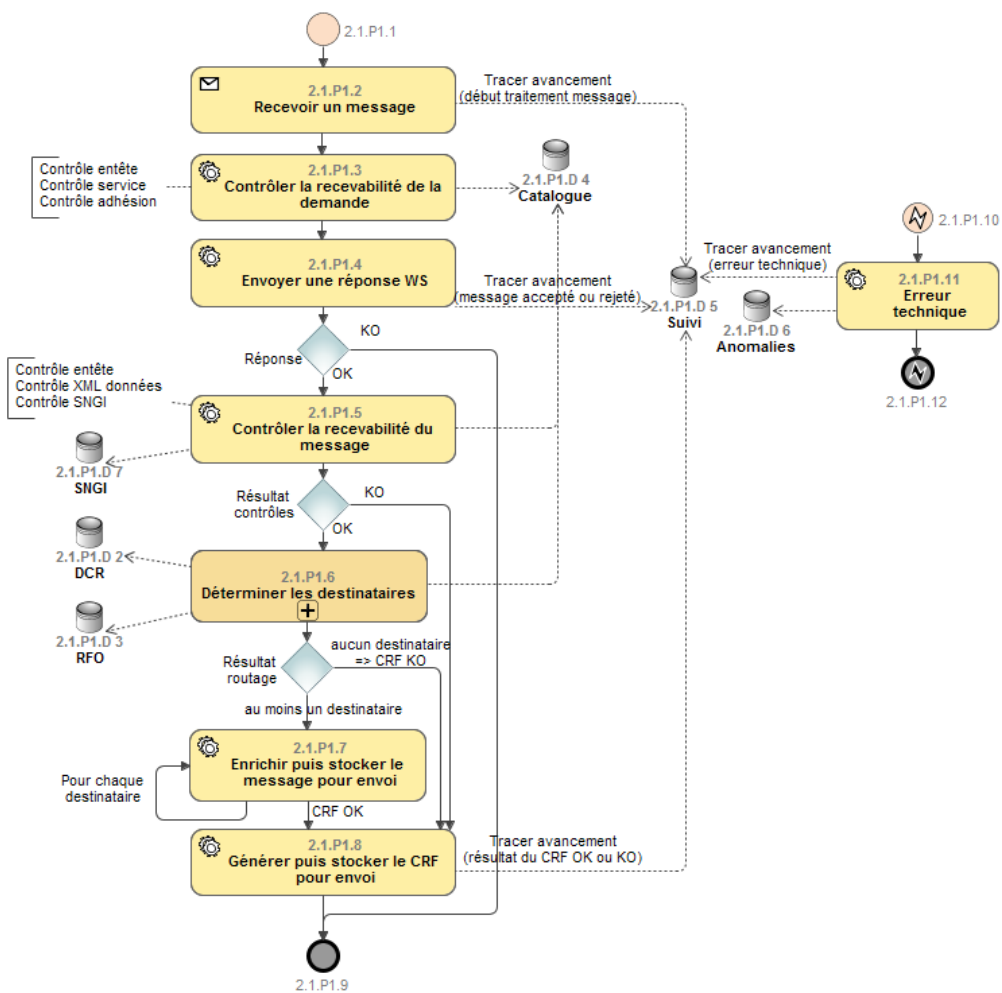 2.1.P1.1
2.1.P1.2
Recevoir un message
Tracer avancement
(début traitement message)
Contrôle entête
Contrôle service
Contrôle adhésion
2.1.P1.3
Contrôler la recevabilité de la
demande
2.1.P1.D 4
Catalogue
2.1.P1.10
2.1.P1.4
Envoyer une réponse WS
Tracer avancement
(message accepté ou rejeté)
Tracer avancement
(erreur technique)
2.1.P1.D 5
Suivi
2.1.P1.D 6
Anomalies
2.1.P1.11
Erreur
technique
2.1.P1.12
Réponse
KO
OK
Contrôle entête
Contrôle XML données
Contrôle SNGI
2.1.P1.5
Contrôler la recevabilité du
message
2.1.P1.D 7
SNGI
Résultat
contrôles
KO
OK
2.1.P1.D 2
DCR
2.1.P1.6
Déterminer les destinataires
2.1.P1.D 3
RFO
Résultat
routage
aucun destinataire
=> CRF KO
au moins un destinataire
2.1.P1.7
Enrichir puis stocker le
message pour envoi
Pour chaque
destinataire
CRF OK
2.1.P1.8
Générer puis stocker le CRF
pour envoi
Tracer avancement
(résultat du CRF OK ou KO)
2.1.P1.9